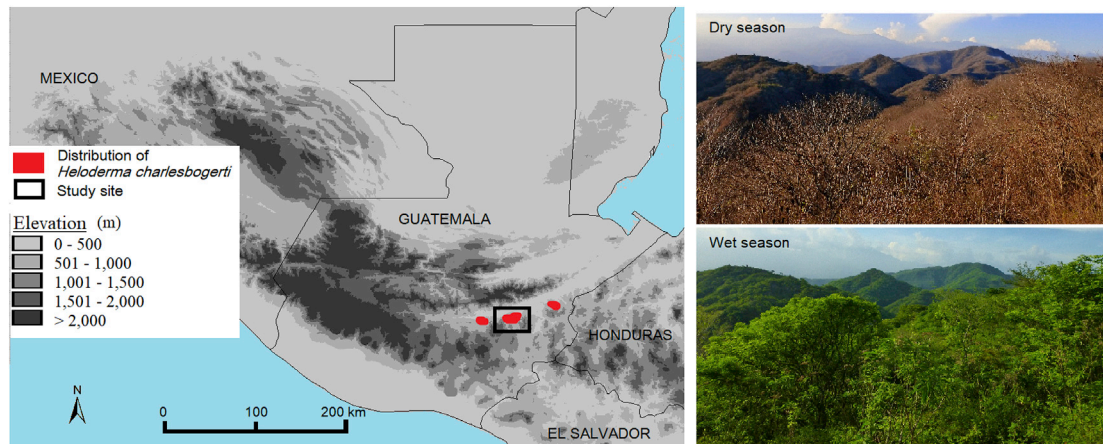 MEXICO
Distribution of
Heloderma charlesbogerti
Study site
Elevation (m)
0 - 500
501 - 1,000
1,001 - 1,500
1,501 - 2,000
> 2,000
GUATEMALA
HONDURAS
EL SALVADOR
N
0 100 200 km
Dry season
Wet season